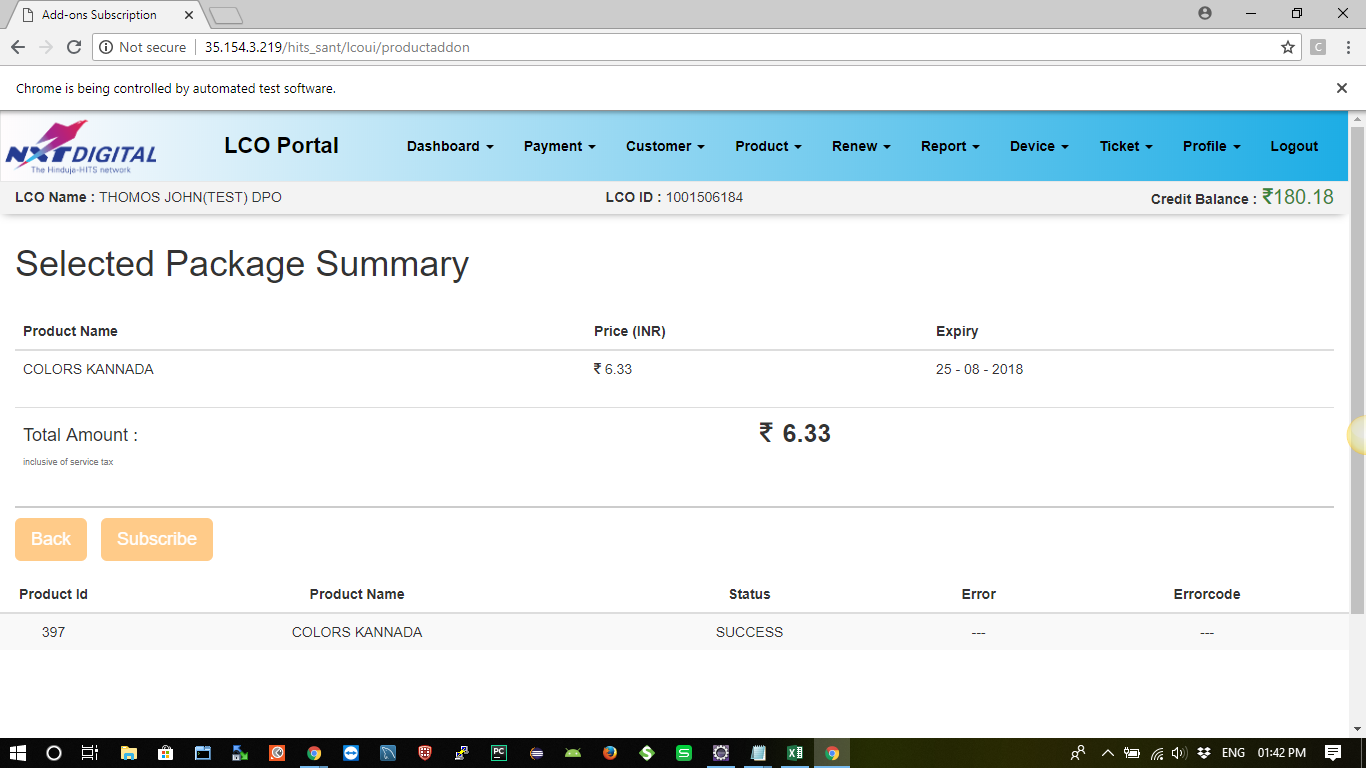 Add-ons Subscription
Not secure 35.154.3.219/hits_sant/lcoui/productaddon
C
Chrome is being controlled by automated test software.
NXT DIGITAL
The Hinduja-HITS network
LCO Portal Dashboard Payment Customer Product Renew Report Device Ticket Profile Logout
LCO Name : THOMOS JOHN(TEST) DPO LCO ID : 1001506184 Credit Balance : ₹180.18
Selected Package Summary
Product Name Price (INR) Expiry
COLORS KANNADA ₹ 6.33 25 - 08 - 2018
Total Amount : ₹ 6.33
inclusive of service tax
Back Subscribe
Product Id Product Name Status Error Errorcode
397 COLORS KANNADA SUCCESS --- ---
PC S ENG 01:42 PM